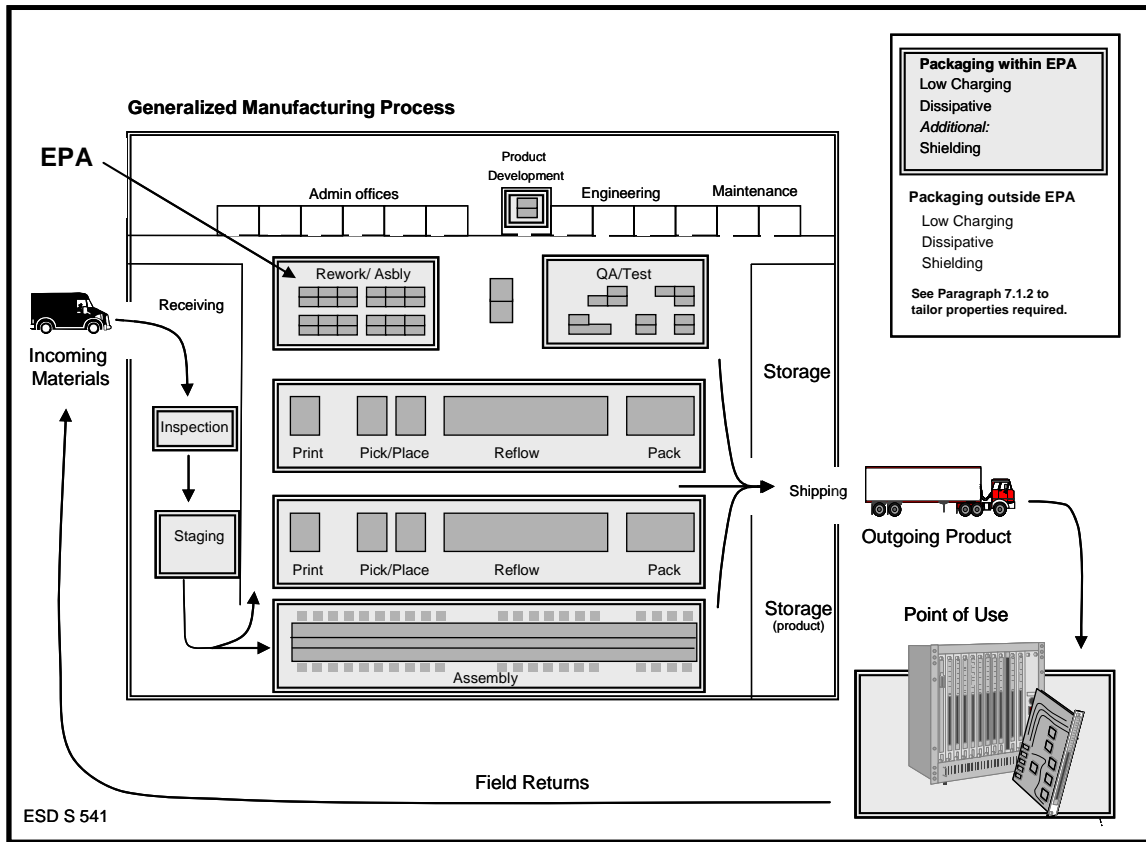 Generalized Manufacturing Process
EPA
Packaging within EPA
Low Charging
Dissipative
Additional:
Shielding
Packaging outside EPA
Low Charging
Dissipative
Shielding
See Paragraph 7.1.2 to
tailor properties required.
Admin offices
Product
Development
Engineering
Maintenance
Receiving
Rework/ Asbly
QA/Test
Incoming
Materials
Storage
Inspection
Print
Pick/Place
Reflow
Pack
Shipping
Staging
Outgoing Product
Print
Pick/Place
Reflow
Pack
Storage
(product)
Point of Use
Assembly
Field Returns
ESD S 541